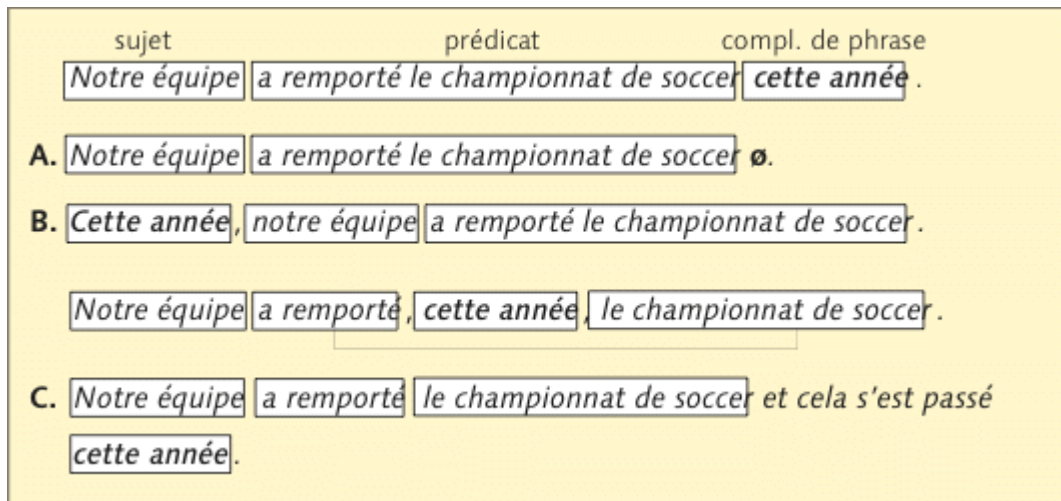 sujet prédicat compl. de phrase
Notre équipe a remporté le championnat de soccer cette année .
A. Notre équipe a remporté le championnat de soccer ø.
B. Cette année, notre équipe a remporté le championnat de soccer .
Notre équipe a remporté, cette année, le championnat de soccer .
C. Notre équipe a remporté le championnat de soccer et cela s'est passé
cette année.